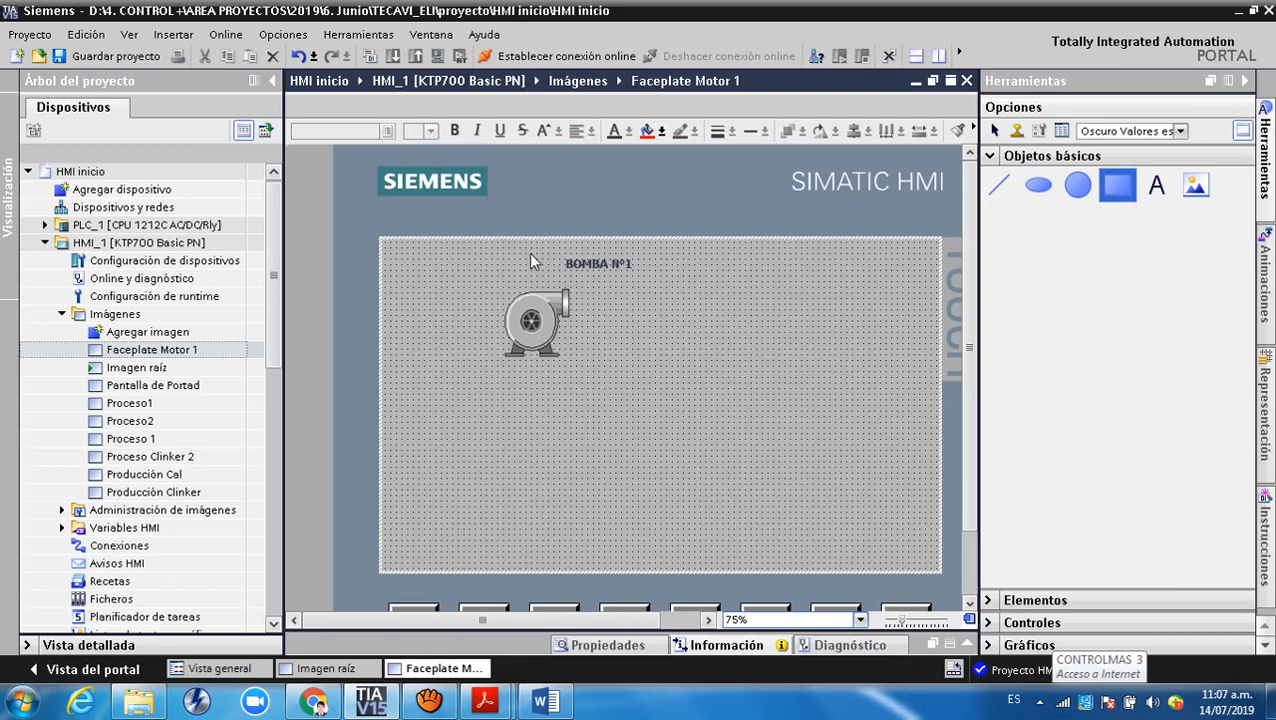 Siemens - D:\4. CONTROL +\AREA PROYECTOS\2019\6. Junio\TECAVI_ELI\proyecto\HMI inicio\HMI inicio
Proyecto Edición Ver Insertar Online Opciones Herramientas Ventana Ayuda
Totally Integrated Automation
PORTAL
Guardar proyecto
Establecer conexión online
Deshacer conexión online
Árbol del proyecto
HMI inicio HMI_1 [KTP700 Basic PN] Imágenes Faceplate Motor 1
Herramientas
Dispositivos
Opciones
B I U S A A
Oscuro Valores es
Objetos básicos
A
Visualización
HMI inicio
Agregar dispositivo
Dispositivos y redes
PLC_1 [CPU 1212C AC/DC/Rly]
HMI_1 [KTP700 Basic PN]
Configuración de dispositivos
Online y diagnóstico
Configuración de runtime
Imágenes
Agregar imagen
Faceplate Motor 1
Imagen raíz
Pantalla de Portad
Proceso1
Proceso2
Proceso 1
Proceso Clinker 2
Producción Cal
Producción Clinker
Administración de imágenes
Variables HMI
Conexiones
Avisos HMI
Recetas
Ficheros
Planificador de tareas
SIEMENS
SIMATIC HMI
BOMBA Nº1
Herramientas
Animaciones
Representación
Instrucciones
Elementos
Controles
Gráficos
75%
Vista detallada
Propiedades
Información
Diagnóstico
Vista del portal
Vista general
Imagen raíz
Faceplate M...
Proyecto HM
CONTROLMAS 3
Acceso a Internet
TIA
V15
ES
11:07 a.m.
14/07/2019